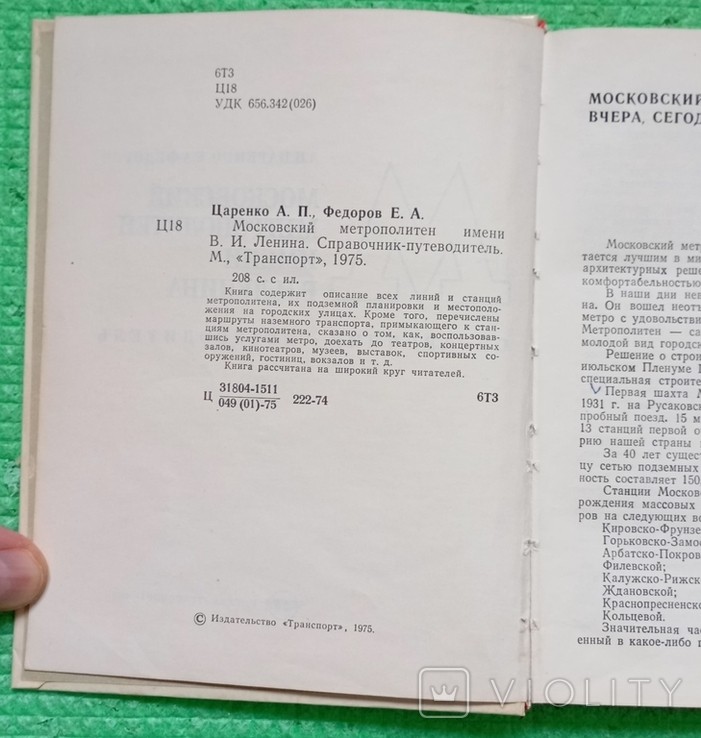 6Т3
Ц18
УДК 656.342(026)
Царенко А. П., Федоров Е. А.
Ц18 Московский метрополитен имени
В. И. Ленина. Справочник-путеводитель.
М., «Транспорт», 1975.
208 с. с ил.
Книга содержит описание всех линий и станций
метрополитена, их подземной планировки и местополо-
жения на городских улицах. Кроме того, перечислены
маршруты наземного транспорта, примыкающего к стан-
циям метрополитена, сказано о том, как, воспользовав-
шись услугами метро, доехать до театров, концертных
залов, кинотеатров, музеев, выставок, спортивных со-
оружений, гостиниц, вокзалов и т. д.
Книга рассчитана на широкий круг читателей.
Ц 31804-1511
049 (01)-75 222-74 6Т3
© Издательство «Транспорт», 1975.
МОСКОВСКИЙ
ВЧЕРА, СЕГОД
Московский мет
тается лучшим в ми
архитектурных реше
комфортабельностью
В наши дни нев
на. Он вошел неотъ
метро с удовольстви
Метрополитен — са
молодой вид городск
Решение о строи
июльском Пленуме
специальная строите
Первая шахта
1931 г. на Русаковс
пробный поезд. 15 м
13 станций первой о
рию нашей страны
За 40 лет сущес
цу сетью подземных
ность составляет 150,
Станции Москов
рождения массовых
ров на следующих
Кировско-Фрунзе
Горьковско-Замос
Арбатско-Покров
Филевской;
Калужско-Рижск
Ждановской;
Краснопресненско
Кольцевой.
Значительная час
енный в какое-либо
VIOLITY